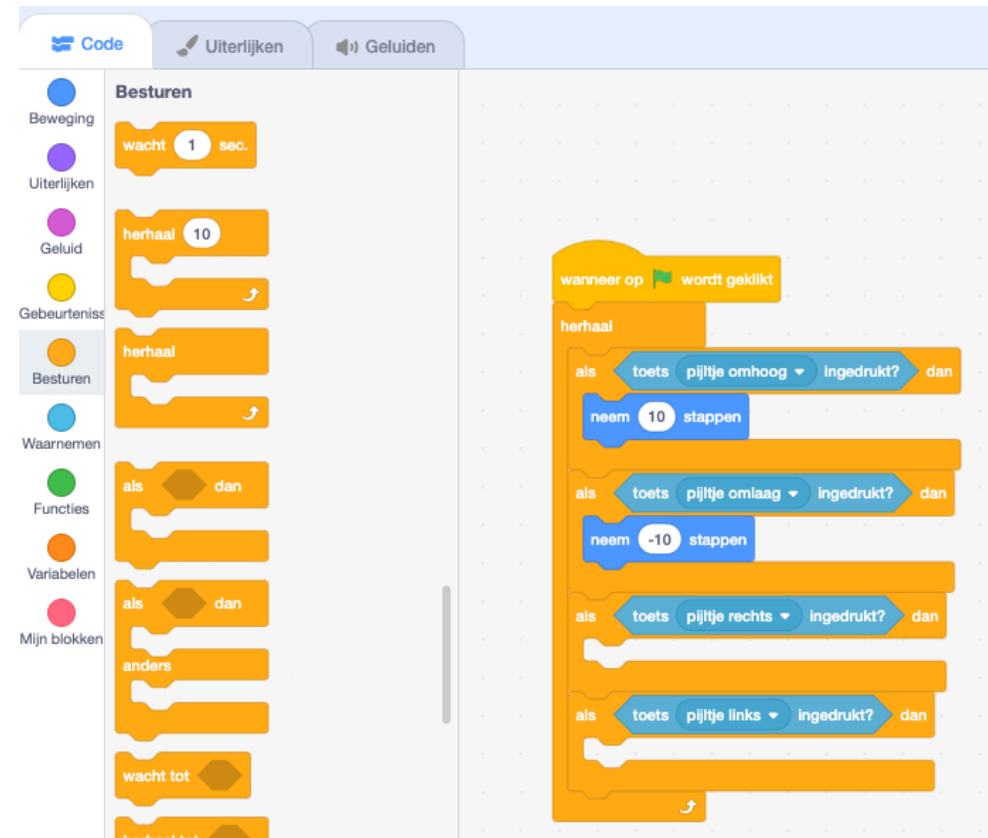 Code
Uiterlijken
Geluiden
Beweging
Uiterlijken
Geluid
Gebeurteniss
Besturen
Waarnemen
Functies
Variabelen
Mijn blokken
Besturen
wacht 1 sec.
herhaal 10
herhaal
als dan
als dan
anders
wacht tot
herhaal tot
wanneer op wordt geklikt
herhaal
als toets pijltje omhoog ingedrukt? dan
neem 10 stappen
als toets pijltje omlaag ingedrukt? dan
neem -10 stappen
als toets pijltje rechts ingedrukt? dan
als toets pijltje links ingedrukt? dan